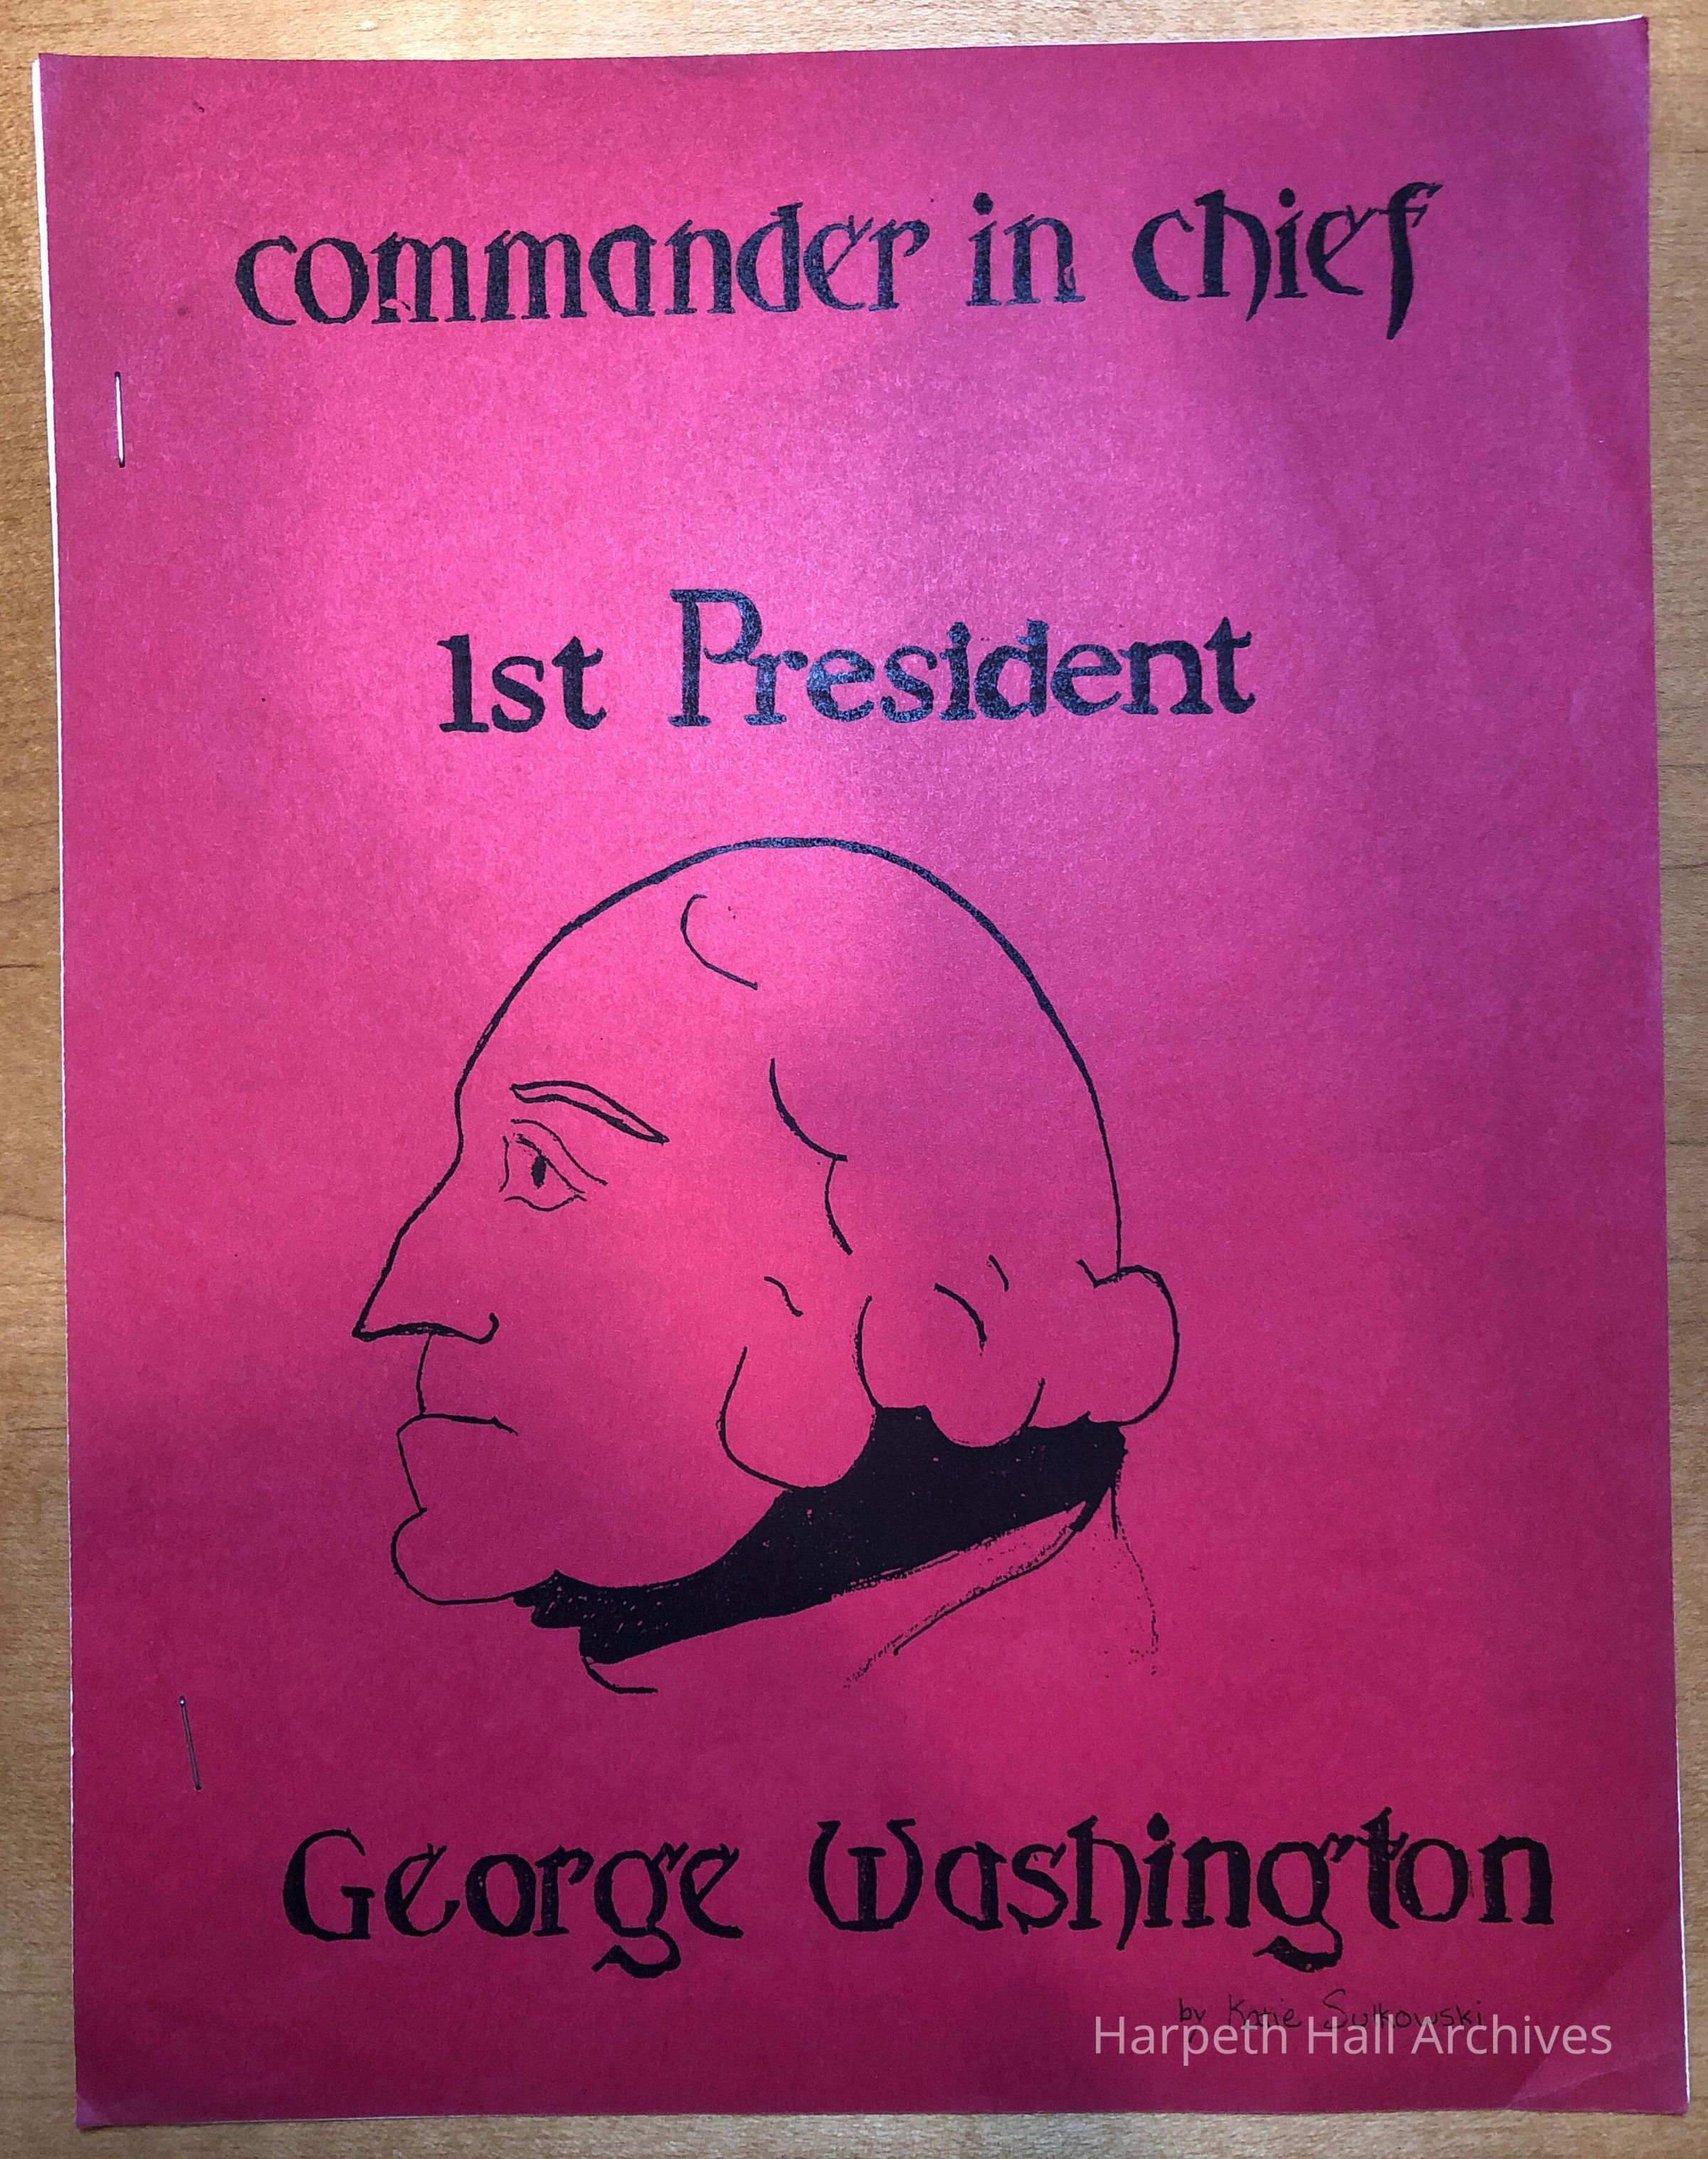 commander in chief
1st President
George Washington
by Katie Sulkowski
Harpeth Hall Archives